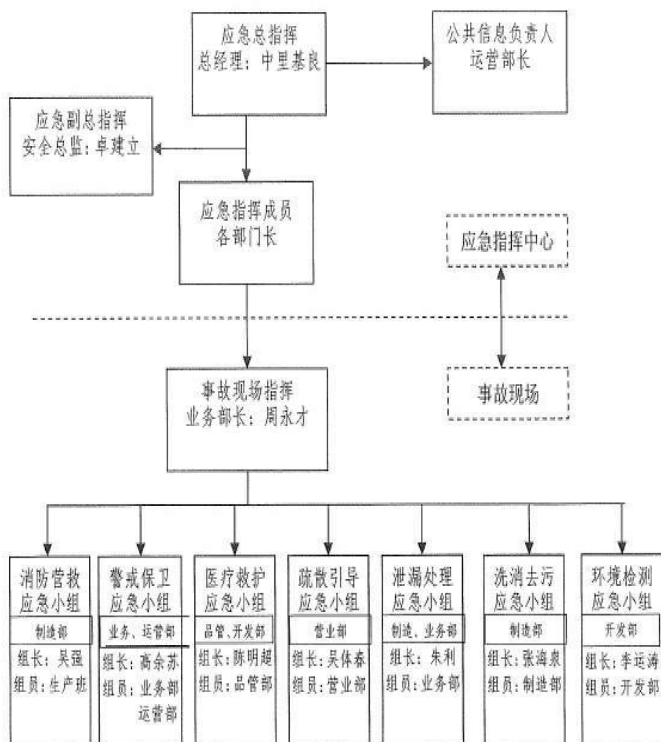 应急总指挥
总经理：中里基良
公共信息负责人
运营部长
应急副总指挥
安全总监：卓建立
应急指挥成员
各部门长
应急指挥中心
事故现场指挥
业务部长：周永才
事故现场
消防营救
应急小组
制造部
组长：吴强
组员：生产班
警戒保卫
应急小组
业务、运营部
组长：高余苏
组员：业务部
运营部
医疗救护
应急小组
品管、开发部
组长：陈明超
组员：品管部
疏散引导
应急小组
营业部
组长：吴体春
组员：营业部
泄漏处理
应急小组
制造、业务部
组长：朱利
组员：业务部
洗消去污
应急小组
制造部
组长：张海泉
组员：制造部
环境检测
应急小组
开发部
组长：李运涛
组员：开发部